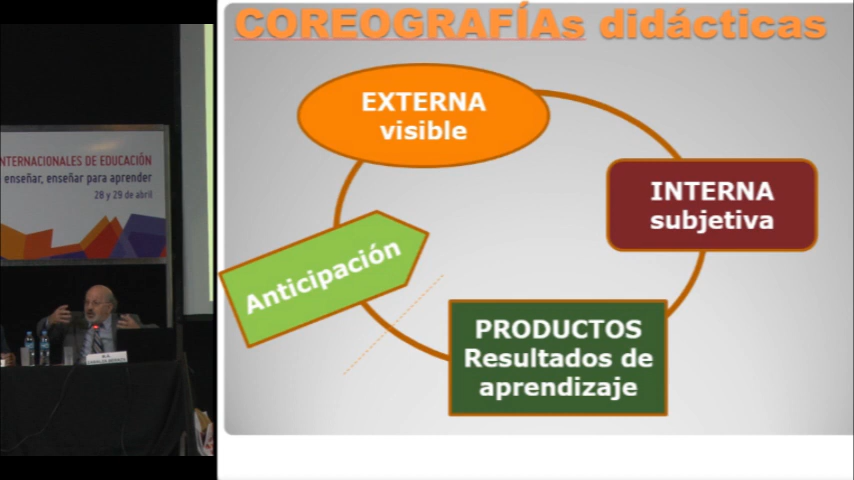 COREOGRAFÍAs didácticas
EXTERNA
visible
INTERNA
subjetiva
Anticipación
PRODUCTOS
Resultados de
aprendizaje
NTERNACIONALES DE EDUCACIÓN
enseñar, enseñar para aprender
28 y 29 de abril